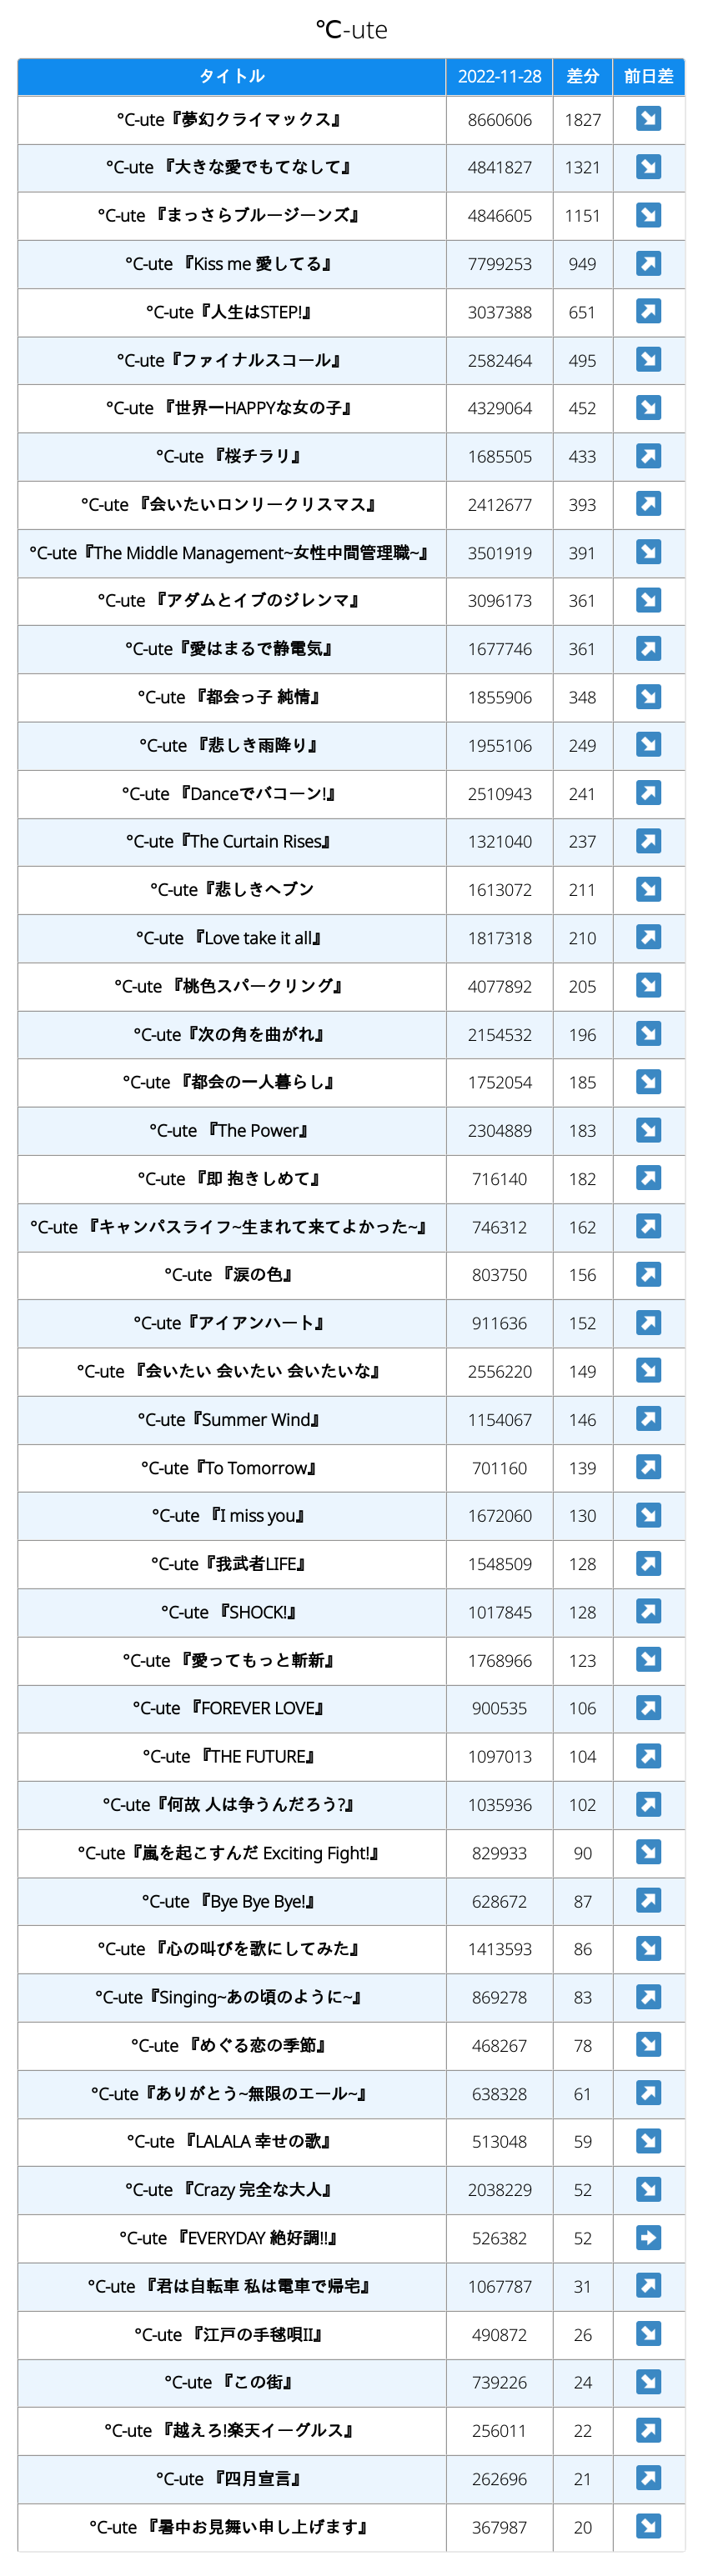 ℃-ute
タイトル 2022-11-28 差分 前日差
°C-ute『夢幻クライマックス』 8660606 1827 ↘
°C-ute 『大きな愛でもてなして』 4841827 1321 ↘
°C-ute 『まっさらブルージーンズ』 4846605 1151 ↘
°C-ute 『Kiss me 愛してる』 7799253 949 ↗
°C-ute『人生はSTEP!』 3037388 651 ↗
°C-ute『ファイナルスコール』 2582464 495 ↘
°C-ute 『世界一HAPPYな女の子』 4329064 452 ↘
°C-ute 『桜チラリ』 1685505 433 ↗
°C-ute 『会いたいロンリークリスマス』 2412677 393 ↗
°C-ute『The Middle Management~女性中間管理職~』 3501919 391 ↘
°C-ute 『アダムとイブのジレンマ』 3096173 361 ↘
°C-ute『愛はまるで静電気』 1677746 361 ↗
°C-ute 『都会っ子 純情』 1855906 348 ↘
°C-ute 『悲しき雨降り』 1955106 249 ↘
°C-ute 『Danceでバコーン!』 2510943 241 ↗
°C-ute『The Curtain Rises』 1321040 237 ↗
°C-ute『悲しきヘブン 1613072 211 ↘
°C-ute 『Love take it all』 1817318 210 ↗
°C-ute 『桃色スパークリング』 4077892 205 ↘
°C-ute『次の角を曲がれ』 2154532 196 ↘
°C-ute 『都会の一人暮らし』 1752054 185 ↘
°C-ute 『The Power』 2304889 183 ↘
°C-ute 『即 抱きしめて』 716140 182 ↗
°C-ute 『キャンパスライフ~生まれて来てよかった~』 746312 162 ↗
°C-ute 『涙の色』 803750 156 ↗
°C-ute『アイアンハート』 911636 152 ↗
°C-ute 『会いたい 会いたい 会いたいな』 2556220 149 ↘
°C-ute『Summer Wind』 1154067 146 ↗
°C-ute『To Tomorrow』 701160 139 ↗
°C-ute 『I miss you』 1672060 130 ↘
°C-ute『我武者LIFE』 1548509 128 ↗
°C-ute 『SHOCK!』 1017845 128 ↗
°C-ute 『愛ってもっと斬新』 1768966 123 ↘
°C-ute 『FOREVER LOVE』 900535 106 ↗
°C-ute 『THE FUTURE』 1097013 104 ↗
°C-ute『何故 人は争うんだろう?』 1035936 102 ↗
°C-ute『嵐を起こすんだ Exciting Fight!』 829933 90 ↘
°C-ute 『Bye Bye Bye!』 628672 87 ↗
°C-ute 『心の叫びを歌にしてみた』 1413593 86 ↘
°C-ute『Singing~あの頃のように~』 869278 83 ↗
°C-ute 『めぐる恋の季節』 468267 78 ↘
°C-ute『ありがとう~無限のエール~』 638328 61 ↗
°C-ute 『LALALA 幸せの歌』 513048 59 ↘
°C-ute 『Crazy 完全な大人』 2038229 52 ↘
°C-ute 『EVERYDAY 絶好調!!』 526382 52 ➡
°C-ute 『君は自転車 私は電車で帰宅』 1067787 31 ↗
°C-ute 『江戸の手毬唄II』 490872 26 ↘
°C-ute 『この街』 739226 24 ↘
°C-ute 『越えろ!楽天イーグルス』 256011 22 ↗
°C-ute 『四月宣言』 262696 21 ↗
°C-ute 『暑中お見舞い申し上げます』 367987 20 ↘